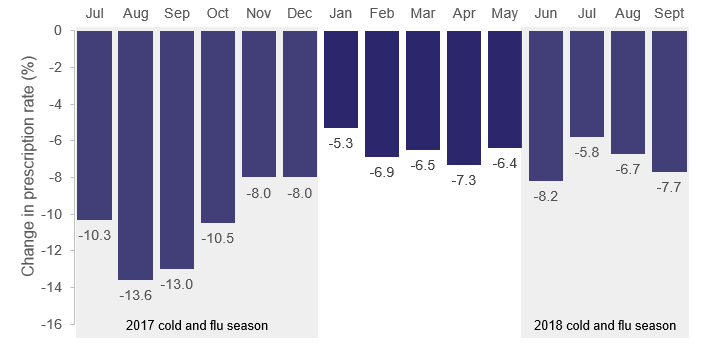 Jul Aug Sep Oct Nov Dec Jan Feb Mar Apr May Jun Jul Aug Sept
Change in prescription rate (%)
0
-2
-4
-6
-8
-10
-12
-14
-16
-10.3 -13.6 -13.0 -10.5 -8.0 -8.0 -5.3 -6.9 -6.5 -7.3 -6.4 -8.2 -5.8 -6.7 -7.7
2017 cold and flu season 2018 cold and flu season